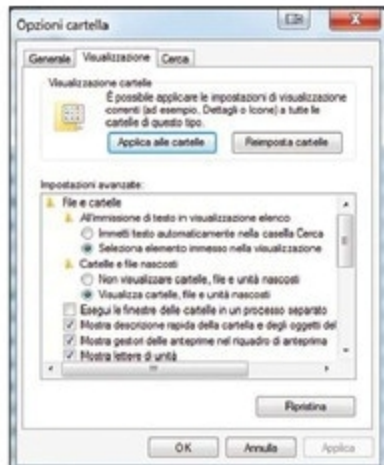 Opzioni cartella
Generale Visualizzazione Cerca
Visualizzazione cartelle
È possibile applicare le impostazioni di visualizzazione
correnti (ad esempio, Dettagli o Icone) a tutte le
cartelle di questo tipo.
Applica alle cartelle Reimposta cartelle
Impostazioni avanzate:
File e cartelle
All'immissione di testo in visualizzazione elenco
Immetti testo automaticamente nella casella Cerca
Seleziona elemento immesso nella visualizzazione
Cartelle e file nascosti
Non visualizzare cartelle, file e unità nascosti
Visualizza cartelle, file e unità nascosti
Esegui le finestre delle cartelle in un processo separato
Mostra descrizione rapida della cartella e degli oggetti del
Mostra gestori delle anteprime nel riquadro di anteprima
Mostra lettere di unità
Ripristina
OK Annulla Applica